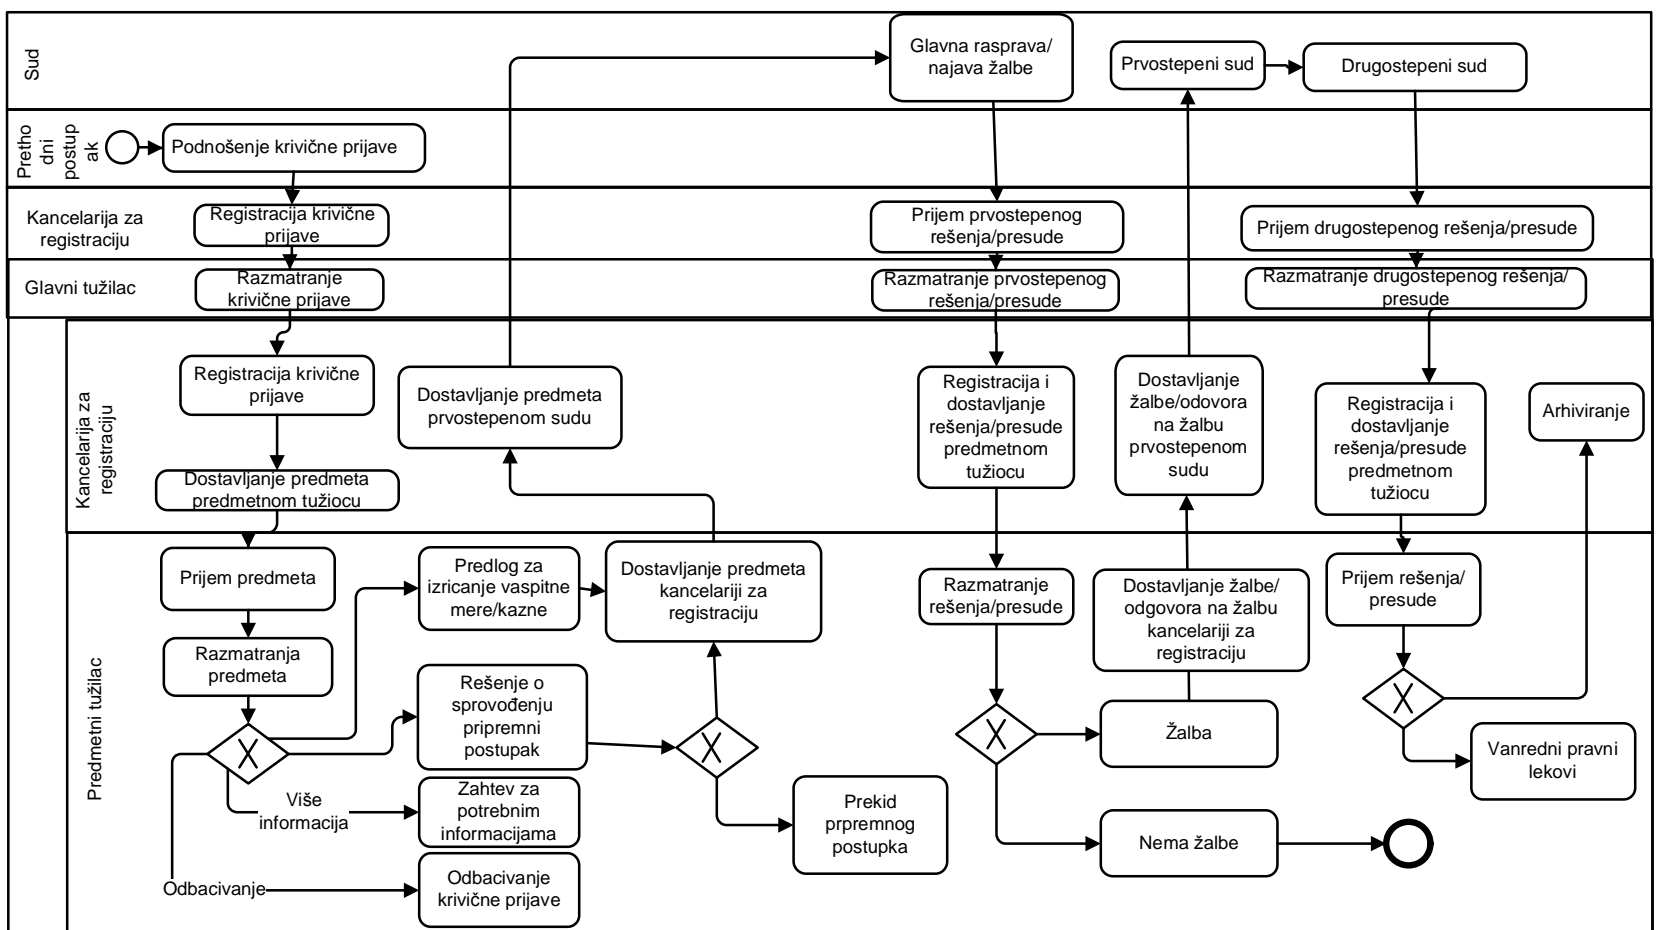 Sud
Glavna rasprava/
najava žalbe
Prvostepeni sud
Drugostepeni sud
Pretho
dni
postup
ak
Podnošenje krivične prijave
Kancelarija za
registraciju
Registracija krivične
prijave
Prijem prvostepenog
rešenja/presude
Prijem drugostepenog rešenja/presude
Glavni tužilac
Razmatranje
krivične prijave
Razmatranje prvostepenog
rešenja/presude
Razmatranje drugostepenog rešenja/
presude
Kancelarija za
registraciju
Registracija krivične
prijave
Dostavljanje predmeta
prvostepenom sudu
Registracija i
dostavljanje
rešenja/presude
predmetnom
tužiocu
Dostavljanje
žalbe/odovora
na žalbu
prvostepenom
sudu
Registracija i
dostavljanje
rešenja/presude
predmetnom
tužiocu
Arhiviranje
Dostavljanje predmeta
predmetnom tužiocu
Predmetni tužilac
Prijem predmeta
Predlog za
izricanje vaspitne
mere/kazne
Dostavljanje predmeta
kancelariji za
registraciju
Razmatranje
rešenja/presude
Dostavljanje žalbe/
odgovora na žalbu
kancelariji za
registraciju
Prijem rešenja/
presude
Razmatranja
predmeta
Rešenje o
sprovođenju
pripremni
postupak
Žalba
Vanredni pravni
lekovi
Više
informacija
Zahtev za
potrebnim
informacijama
Prekid
prpremnog
postupka
Nema žalbe
Odbacivanje
Odbacivanje
krivične prijave